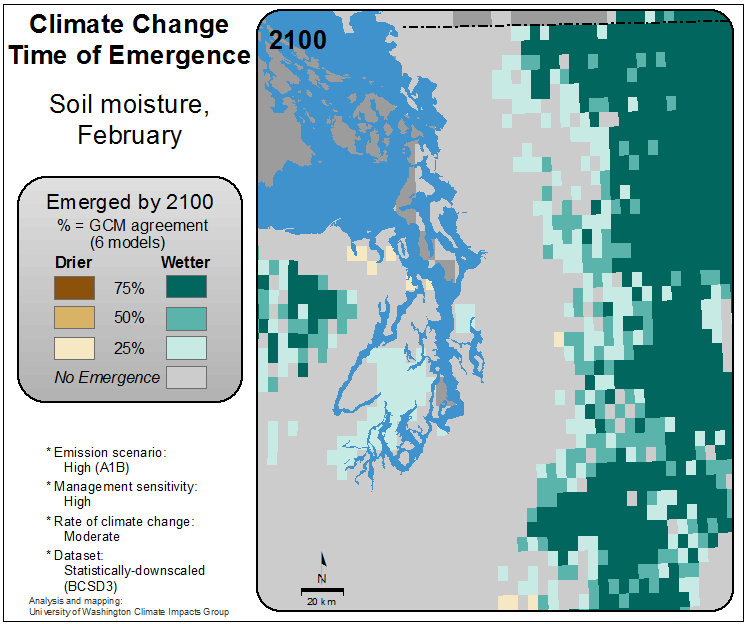 Climate Change
Time of Emergence
Soil moisture,
February
Emerged by 2100
% = GCM agreement
(6 models)
Drier Wetter
75%
50%
25%
No Emergence
* Emission scenario:
High (A1B)
* Management sensitivity:
High
* Rate of climate change:
Moderate
* Dataset:
Statistically-downscaled
(BCSD3)
Analysis and mapping:
University of Washington Climate Impacts Group
2100
N
20 km